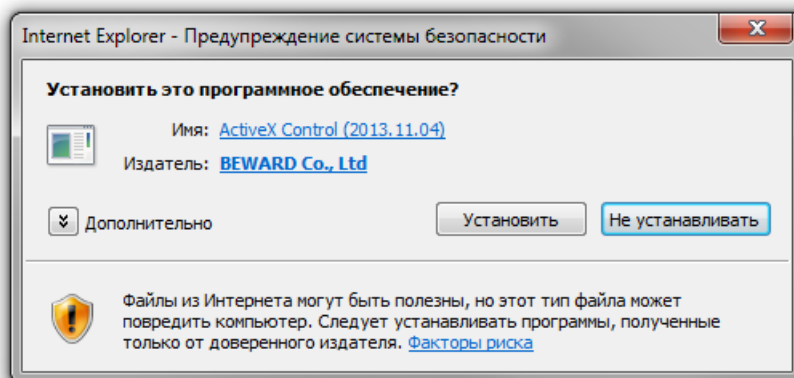 Internet Explorer - Предупреждение системы безопасности
Установить это программное обеспечение?
Имя: ActiveX Control (2013.11.04)
Издатель: BEWARD Co., Ltd
Дополнительно
Установить
Не устанавливать
Файлы из Интернета могут быть полезны, но этот тип файла может
повредить компьютер. Следует устанавливать программы, полученные
только от доверенного издателя. Факторы риска